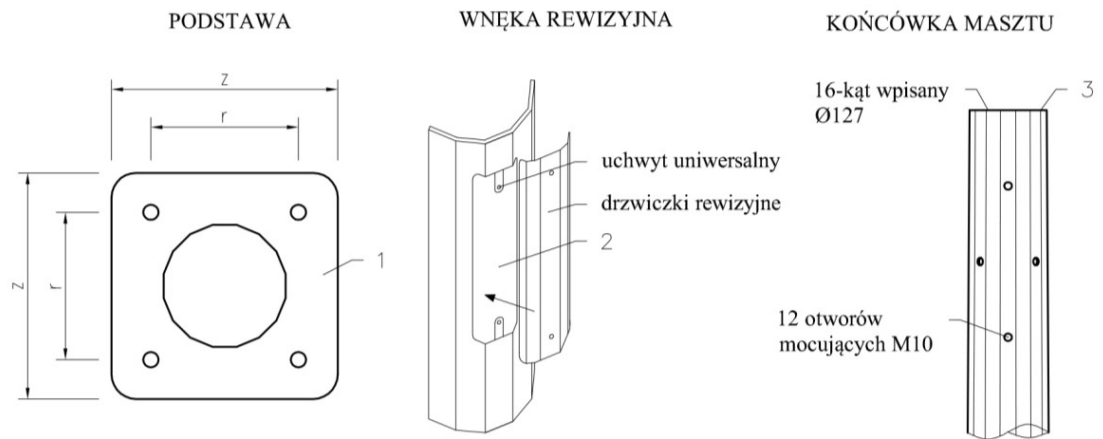 PODSTAWA
z
r
z
r
1
WNĘKA REWIZYJNA
uchwyt uniwersalny
drzwiczki rewizyjne
2
KOŃCÓWKA MASZTU
16-kąt wpisany
Ø127
3
12 otworów
mocujących M10